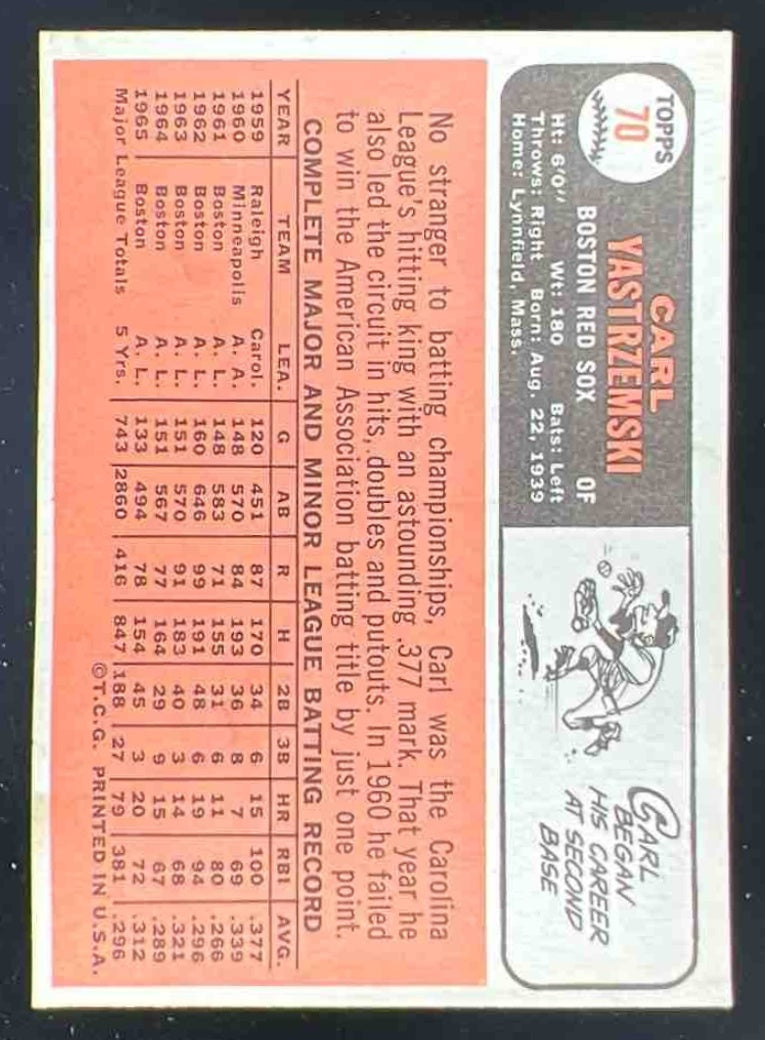 TOPPS
70
CARL
YASTRZEMSKI
BOSTON RED SOX OF
Ht: 6'0" Wt: 180 Bats: Left
Throws: Right Born: Aug. 22, 1939
Home: Lynnfield, Mass.
CARL
BEGAN
HIS CAREER
AT SECOND
BASE
No stranger to batting championships, Carl was the Carolina
League's hitting king with an astounding .377 mark. That year he
also led the circuit in hits, doubles and putouts. In 1960 he failed
to win the American Association batting title by just one point.
COMPLETE MAJOR AND MINOR LEAGUE BATTING RECORD
YEAR TEAM LEA. G AB R H 2B 3B HR RBI AVG.
1959 Raleigh Carol. 120 451 87 170 34 6 15 100 .377
1960 Minneapolis A. A. 148 570 84 193 36 8 7 69 .339
1961 Boston A. L. 148 583 71 155 31 6 11 80 .266
1962 Boston A. L. 160 646 99 191 48 6 19 94 .296
1963 Boston A. L. 151 570 91 183 40 3 14 68 .321
1964 Boston A. L. 151 567 77 164 29 9 15 67 .289
1965 Boston A. L. 133 494 78 154 45 3 20 72 .312
Major League Totals 5 Yrs. 743 2860 416 847 188 27 79 381 .296
©T.C.G. PRINTED IN U.S.A.